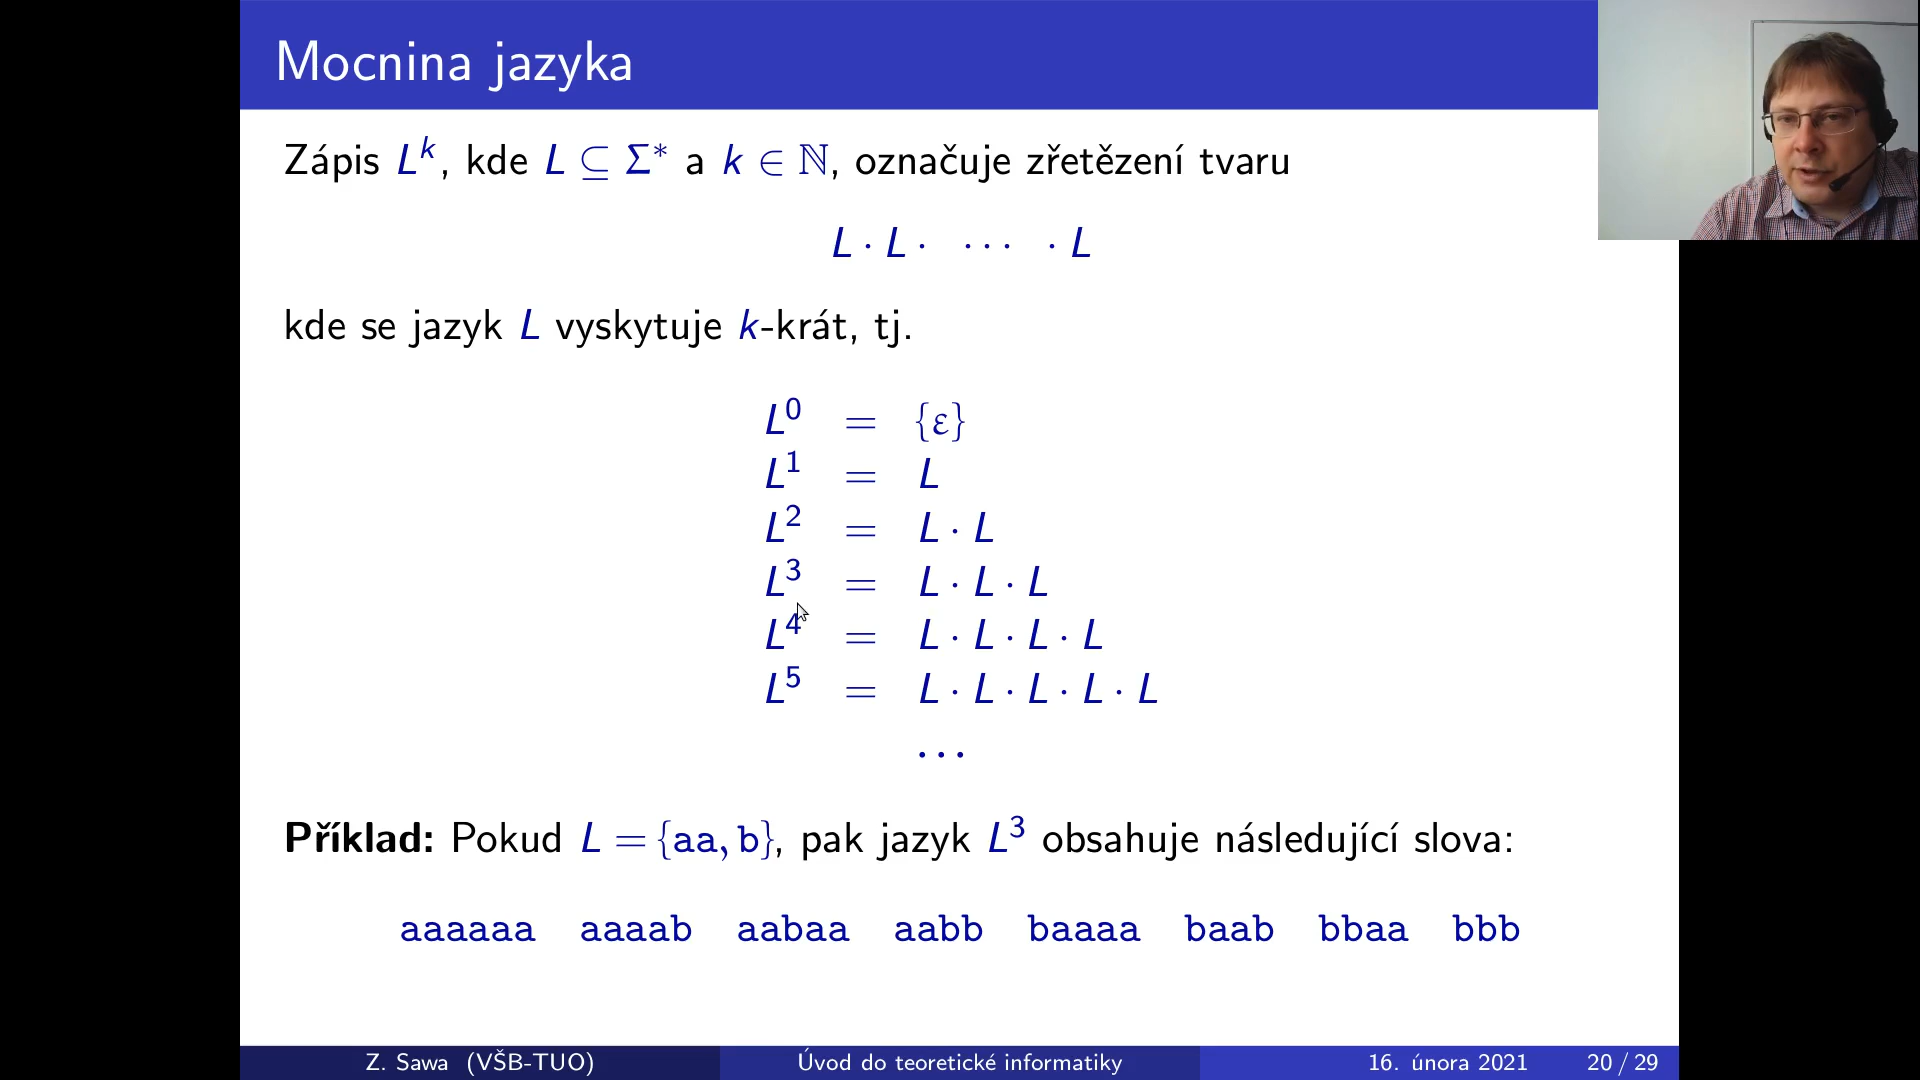 Mocnina jazyka
Zápis L^k, kde L ⊆ Σ* a k ∈ ℕ, označuje zřetězení tvaru
L · L · ··· · L
kde se jazyk L vyskytuje k-krát, tj.
L^0 = {ε}
L^1 = L
L^2 = L · L
L^3 = L · L · L
L^4 = L · L · L · L
L^5 = L · L · L · L · L
...
Příklad: Pokud L = {aa, b}, pak jazyk L^3 obsahuje následující slova:
aaaaaa aaaab aabaa aabb baaaa baab bbaa bbb
Z. Sawa (VŠB-TUO) Úvod do teoretické informatiky 16. února 2021 20 / 29